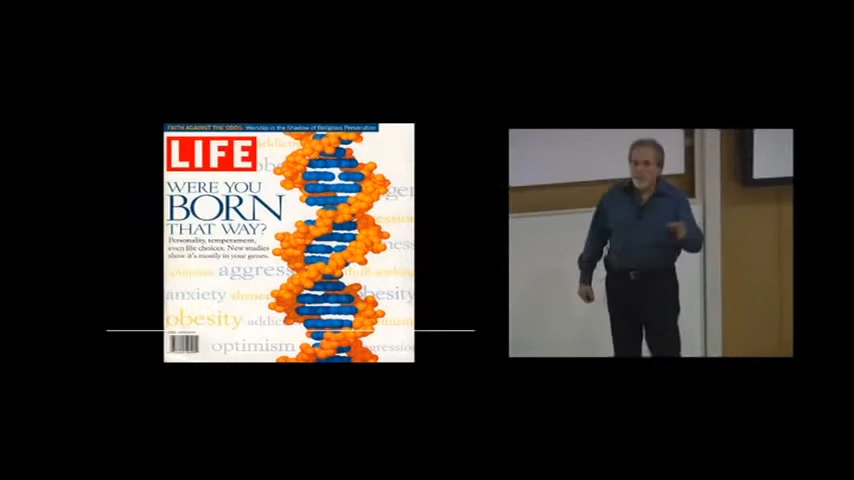 FAITH AGAINST THE ODDS: Worship in the Shadow of Religious Persecution
LIFE
WERE YOU
BORN
THAT WAY?
Personality, temperament,
even life choices. New studies
show it's mostly in your genes.
aggress
anxiety
obesity
obesity
addic
optimism